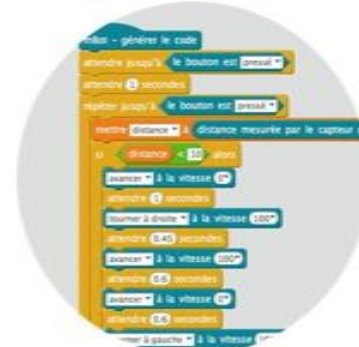 mBot - générer le code
attendre jusqu'à le bouton est pressé
attendre 1 secondes
répéter jusqu'à le bouton est pressé
mettre distance à distance mesurée par le capteur
si distance < 10 alors
avancer à la vitesse 0
attendre 1 secondes
tourner à droite à la vitesse 100
attendre 0.45 secondes
avancer à la vitesse 100
attendre 0.6 secondes
avancer à la vitesse 0
attendre 0.6 secondes
tourner à gauche à la vitesse